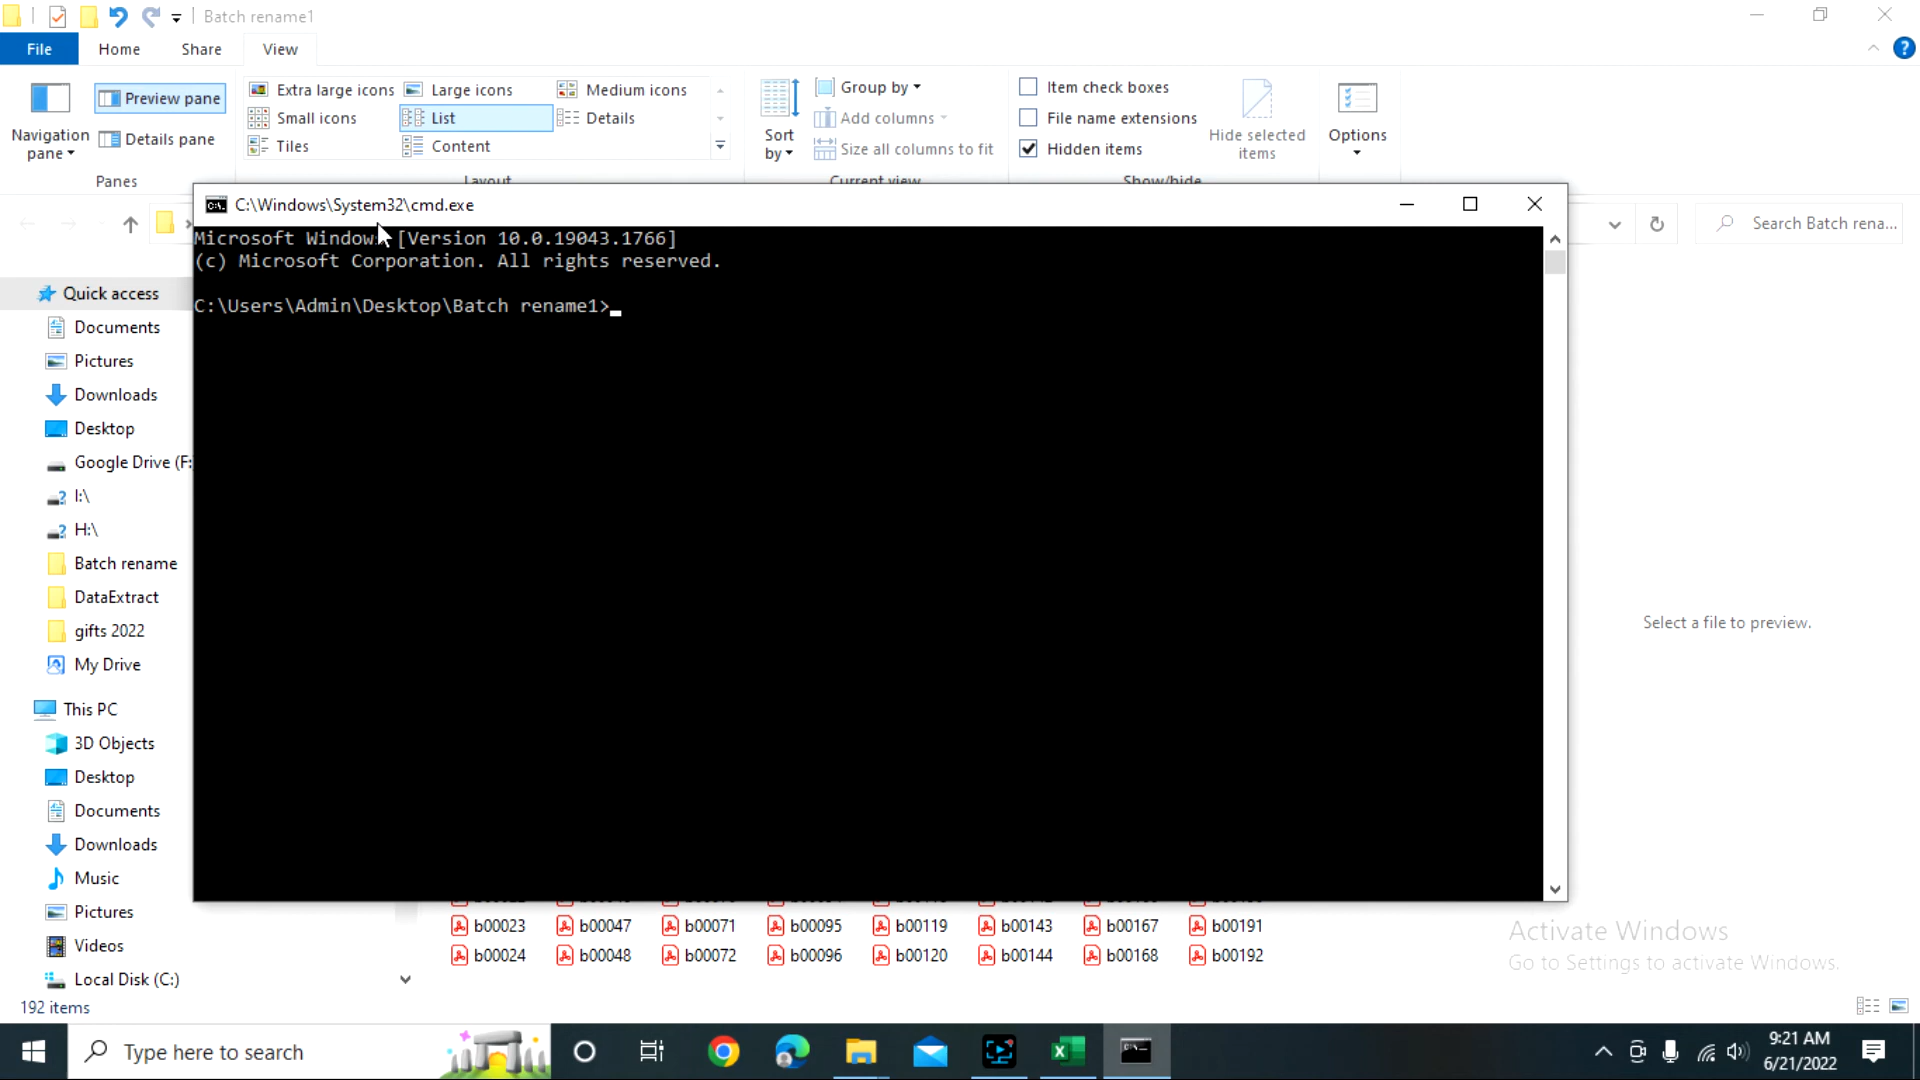 Batch rename1
File
Home
Share
View
Navigation pane
Preview pane
Details pane
Panes
Extra large icons
Large icons
Medium icons
Small icons
List
Details
Tiles
Content
Layout
Sort by
Group by
Add columns
Size all columns to fit
Current view
Item check boxes
File name extensions
Hidden items
Hide selected items
Show/hide
Options
C:\Windows\System32\cmd.exe
Search Batch rena...
Microsoft Windows [Version 10.0.19043.1766]
(c) Microsoft Corporation. All rights reserved.
C:\Users\Admin\Desktop\Batch rename1>
Quick access
Documents
Pictures
Downloads
Desktop
Google Drive (F:
I:\
H:\
Batch rename
DataExtract
gifts 2022
My Drive
This PC
3D Objects
Desktop
Documents
Downloads
Music
Pictures
Videos
Local Disk (C:)
Select a file to preview.
b00023 b00047 b00071 b00095 b00119 b00143 b00167 b00191
b00024 b00048 b00072 b00096 b00120 b00144 b00168 b00192
Activate Windows
Go to Settings to activate Windows.
192 items
Type here to search
9:21 AM
6/21/2022